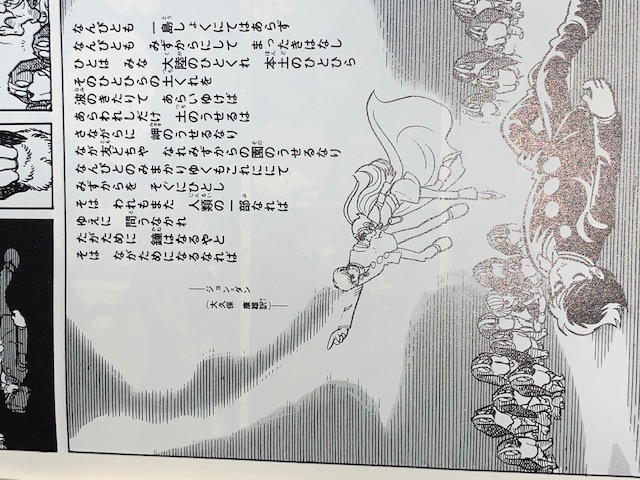 なんびとも 一島しょくにてはあらず
なんびとも みずからにして まったきはなし
ひとは みな 大陸のひとくれ 本土のひとひら
そのひとひらの土くれを
波のきたりて あらいゆけば
あらわれしだけ 土のうせるは
さながらに 岬のうせるなり
なが友どちや なれみずからの園のうせるなり
なんびとのみまかりゆくもこれににて
みずからを そぐにひとし
そは われもまた 人類の一部なれば
ゆえに 問うなかれ
たがために 鐘はなるやと
そは ながためになるなれば
——ジョン=ダン
(大久保 康雄訳)——